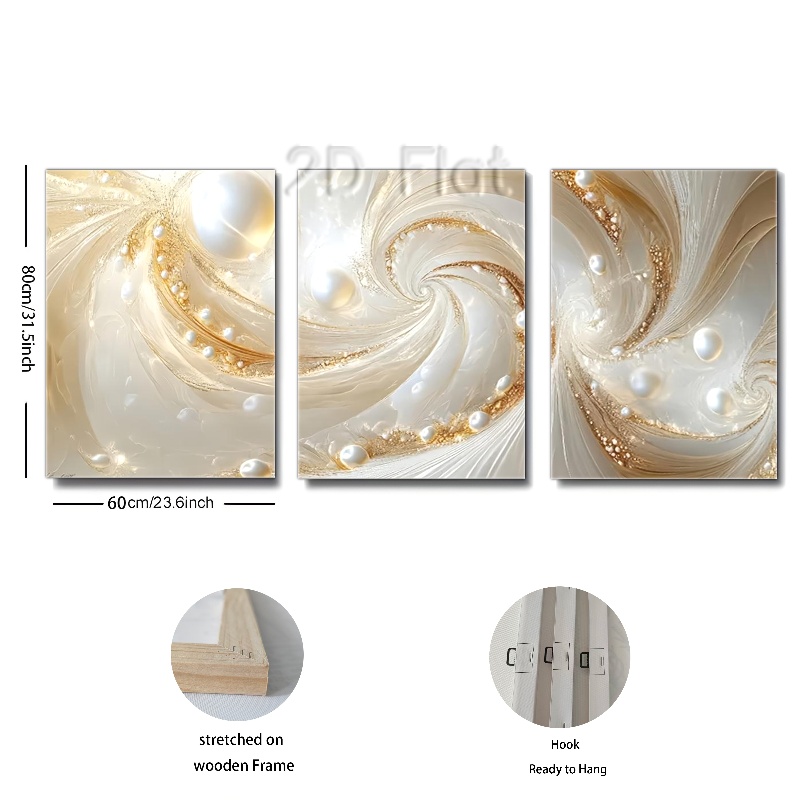 2D Flat
80cm/31.5inch
60cm/23.6inch
stretched on
wooden Frame
Hook
Ready to Hang